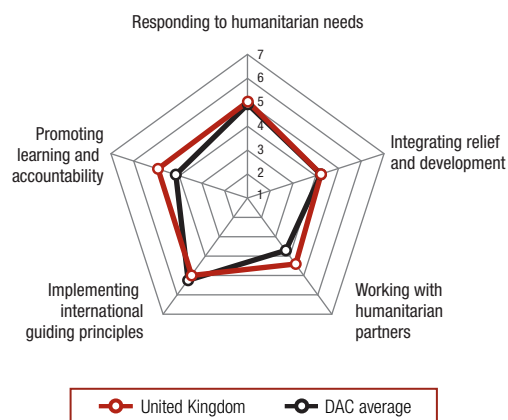 Responding to humanitarian needs
7
6
5
4
3
2
1
Promoting
learning and
accountability
Integrating relief
and development
Implementing
international
guiding principles
Working with
humanitarian
partners
United Kingdom
DAC average